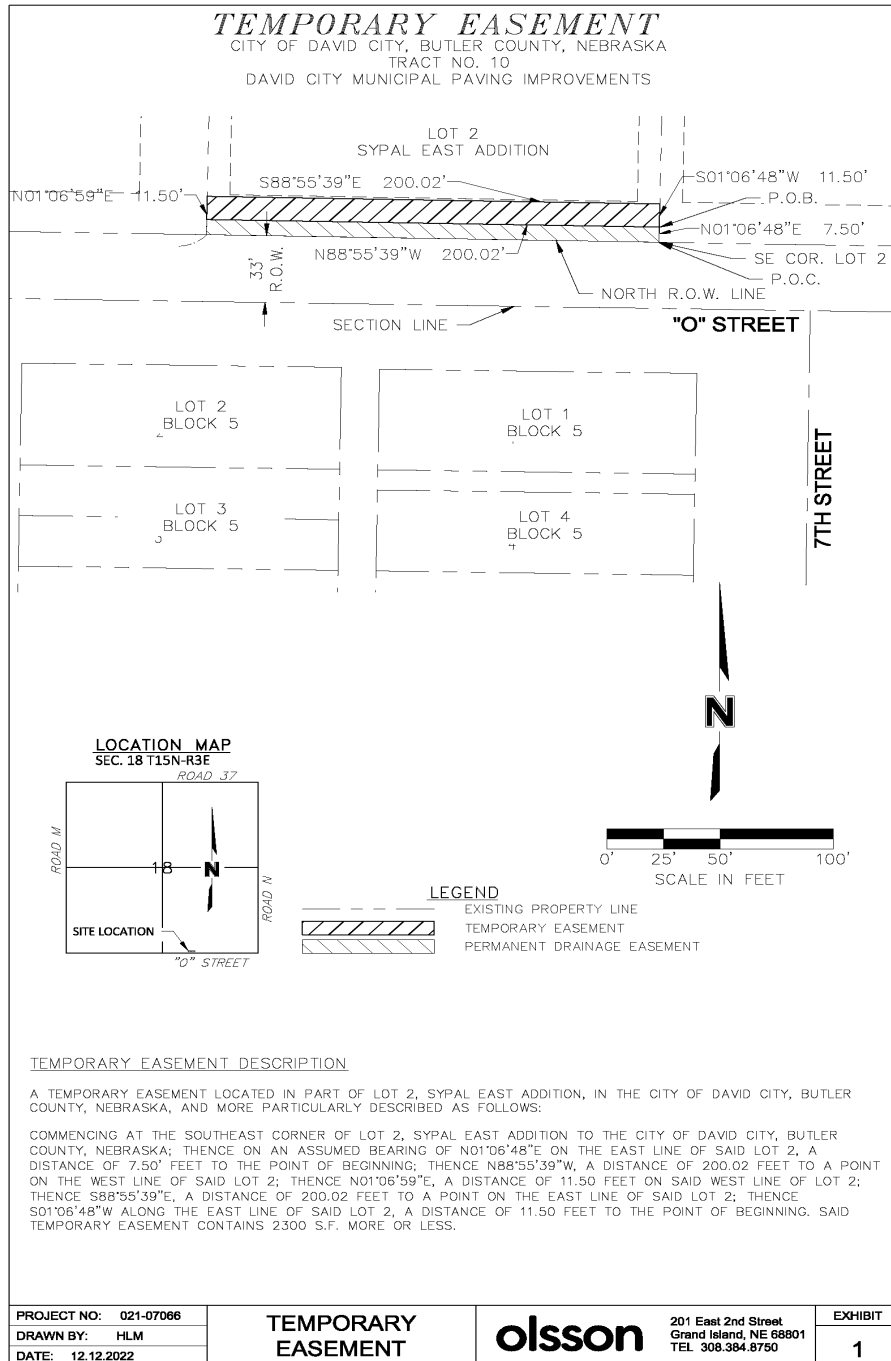 TEMPORARY EASEMENT
CITY OF DAVID CITY, BUTLER COUNTY, NEBRASKA
TRACT NO. 10
DAVID CITY MUNICIPAL PAVING IMPROVEMENTS
LOT 2
SYPAL EAST ADDITION
N01°06'59"E 11.50'
S88°55'39"E 200.02'
S01°06'48"W 11.50'
P.O.B.
N01°06'48"E 7.50'
N88°55'39"W 200.02'
SE COR. LOT 2
P.O.C.
33'
R.O.W.
NORTH R.O.W. LINE
SECTION LINE
"O" STREET
LOT 2
BLOCK 5
LOT 1
BLOCK 5
LOT 3
BLOCK 5
LOT 4
BLOCK 5
4
7TH STREET
N
LOCATION MAP
SEC. 18 T15N-R3E
ROAD 37
ROAD M
18
N
ROAD N
SITE LOCATION
"O" STREET
0' 25' 50' 100'
SCALE IN FEET
LEGEND
EXISTING PROPERTY LINE
TEMPORARY EASEMENT
PERMANENT DRAINAGE EASEMENT
TEMPORARY EASEMENT DESCRIPTION
A TEMPORARY EASEMENT LOCATED IN PART OF LOT 2, SYPAL EAST ADDITION, IN THE CITY OF DAVID CITY, BUTLER
COUNTY, NEBRASKA, AND MORE PARTICULARLY DESCRIBED AS FOLLOWS:
COMMENCING AT THE SOUTHEAST CORNER OF LOT 2, SYPAL EAST ADDITION TO THE CITY OF DAVID CITY, BUTLER
COUNTY, NEBRASKA; THENCE ON AN ASSUMED BEARING OF N01°06'48"E ON THE EAST LINE OF SAID LOT 2, A
DISTANCE OF 7.50' FEET TO THE POINT OF BEGINNING; THENCE N88°55'39"W, A DISTANCE OF 200.02 FEET TO A POINT
ON THE WEST LINE OF SAID LOT 2; THENCE N01°06'59"E, A DISTANCE OF 11.50 FEET ON SAID WEST LINE OF LOT 2;
THENCE S88°55'39"E, A DISTANCE OF 200.02 FEET TO A POINT ON THE EAST LINE OF SAID LOT 2; THENCE
S01°06'48"W ALONG THE EAST LINE OF SAID LOT 2, A DISTANCE OF 11.50 FEET TO THE POINT OF BEGINNING. SAID
TEMPORARY EASEMENT CONTAINS 2300 S.F. MORE OR LESS.
PROJECT NO: 021-07066
DRAWN BY: HLM
DATE: 12.12.2022
TEMPORARY
EASEMENT
olsson
201 East 2nd Street
Grand Island, NE 68801
TEL 308.384.8750
EXHIBIT
1